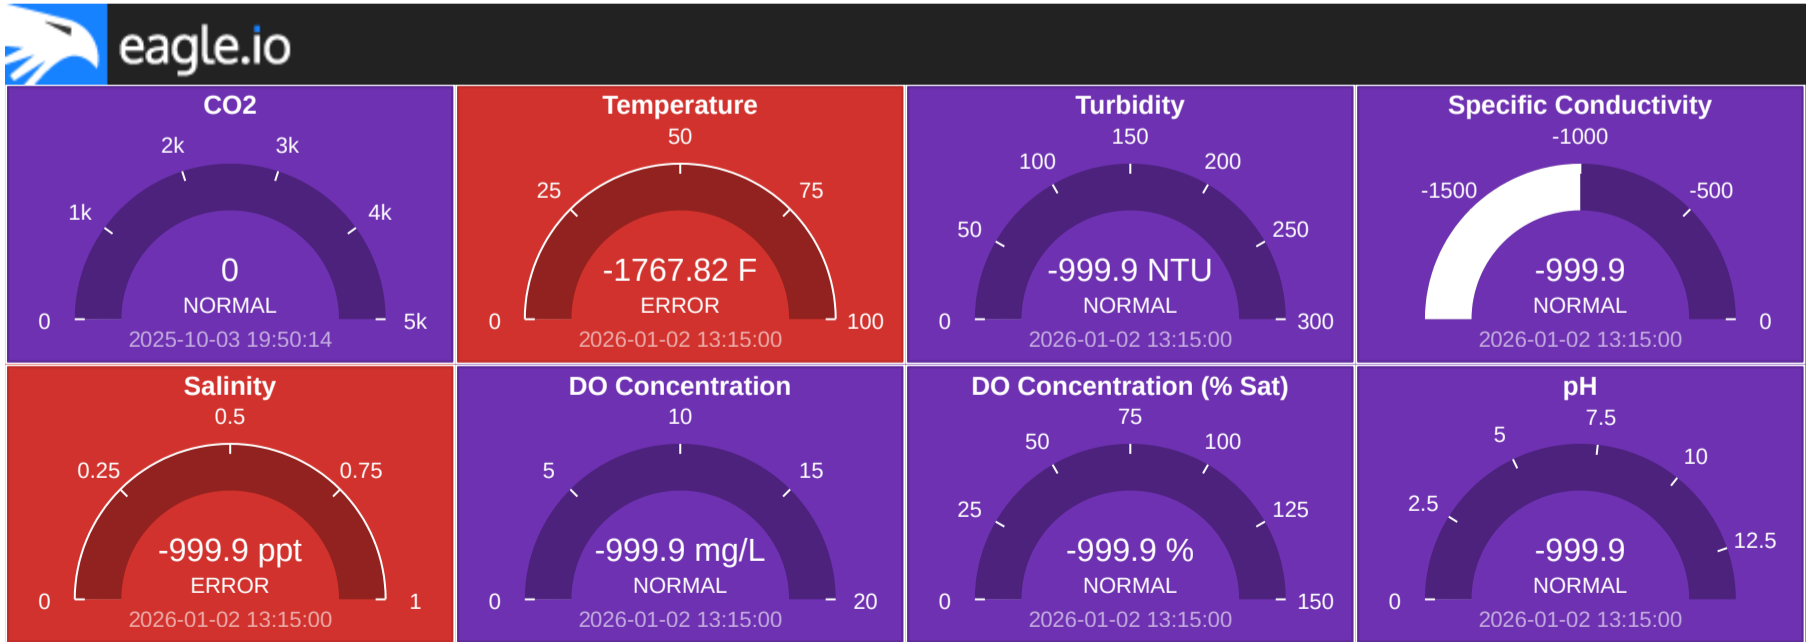 eagle.io
CO2
2k
3k
1k
4k
0
NORMAL
0
5k
2025-10-03 19:50:14
Temperature
50
25
75
-1767.82 F
ERROR
0
100
2026-01-02 13:15:00
Turbidity
150
100
200
50
250
-999.9 NTU
NORMAL
0
300
2026-01-02 13:15:00
Specific Conductivity
-1000
-1500
-500
-999.9
NORMAL
0
2026-01-02 13:15:00
Salinity
0.5
0.25
0.75
-999.9 ppt
ERROR
0
1
2026-01-02 13:15:00
DO Concentration
10
5
15
-999.9 mg/L
NORMAL
0
20
2026-01-02 13:15:00
DO Concentration (% Sat)
75
50
100
25
125
-999.9 %
NORMAL
0
150
2026-01-02 13:15:00
pH
7.5
5
10
2.5
12.5
-999.9
NORMAL
0
2026-01-02 13:15:00